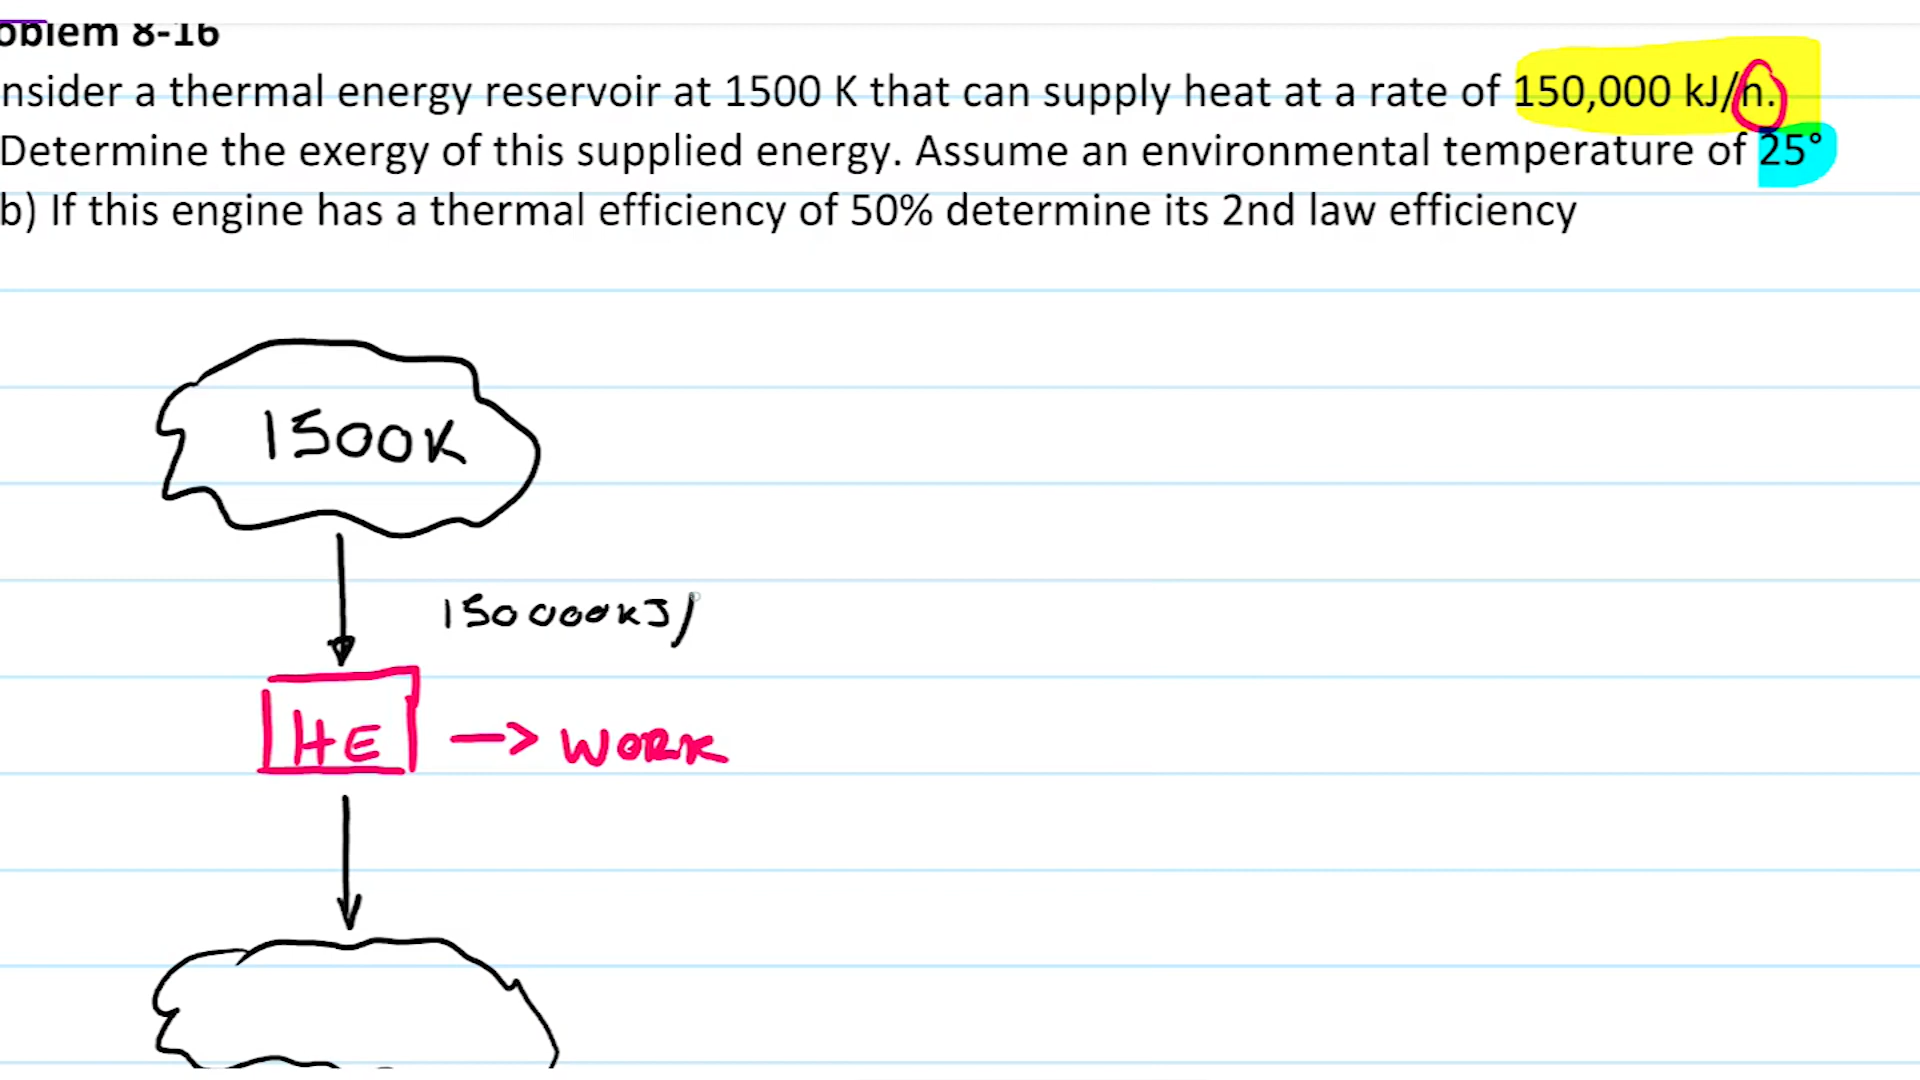 oblem 8-16
nsider a thermal energy reservoir at 1500 K that can supply heat at a rate of 150,000 kJ/h.
Determine the exergy of this supplied energy. Assume an environmental temperature of 25°
b) If this engine has a thermal efficiency of 50% determine its 2nd law efficiency
1500K
150 000KJ/
HE -> WORK